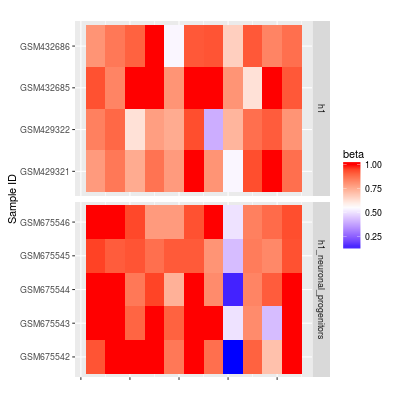 GSM432686
GSM432685
GSM429322
GSM429321
h1
GSM675546
GSM675545
GSM675544
GSM675543
GSM675542
h1_neuronal_progenitors
Sample ID
beta
1.00
0.75
0.50
0.25